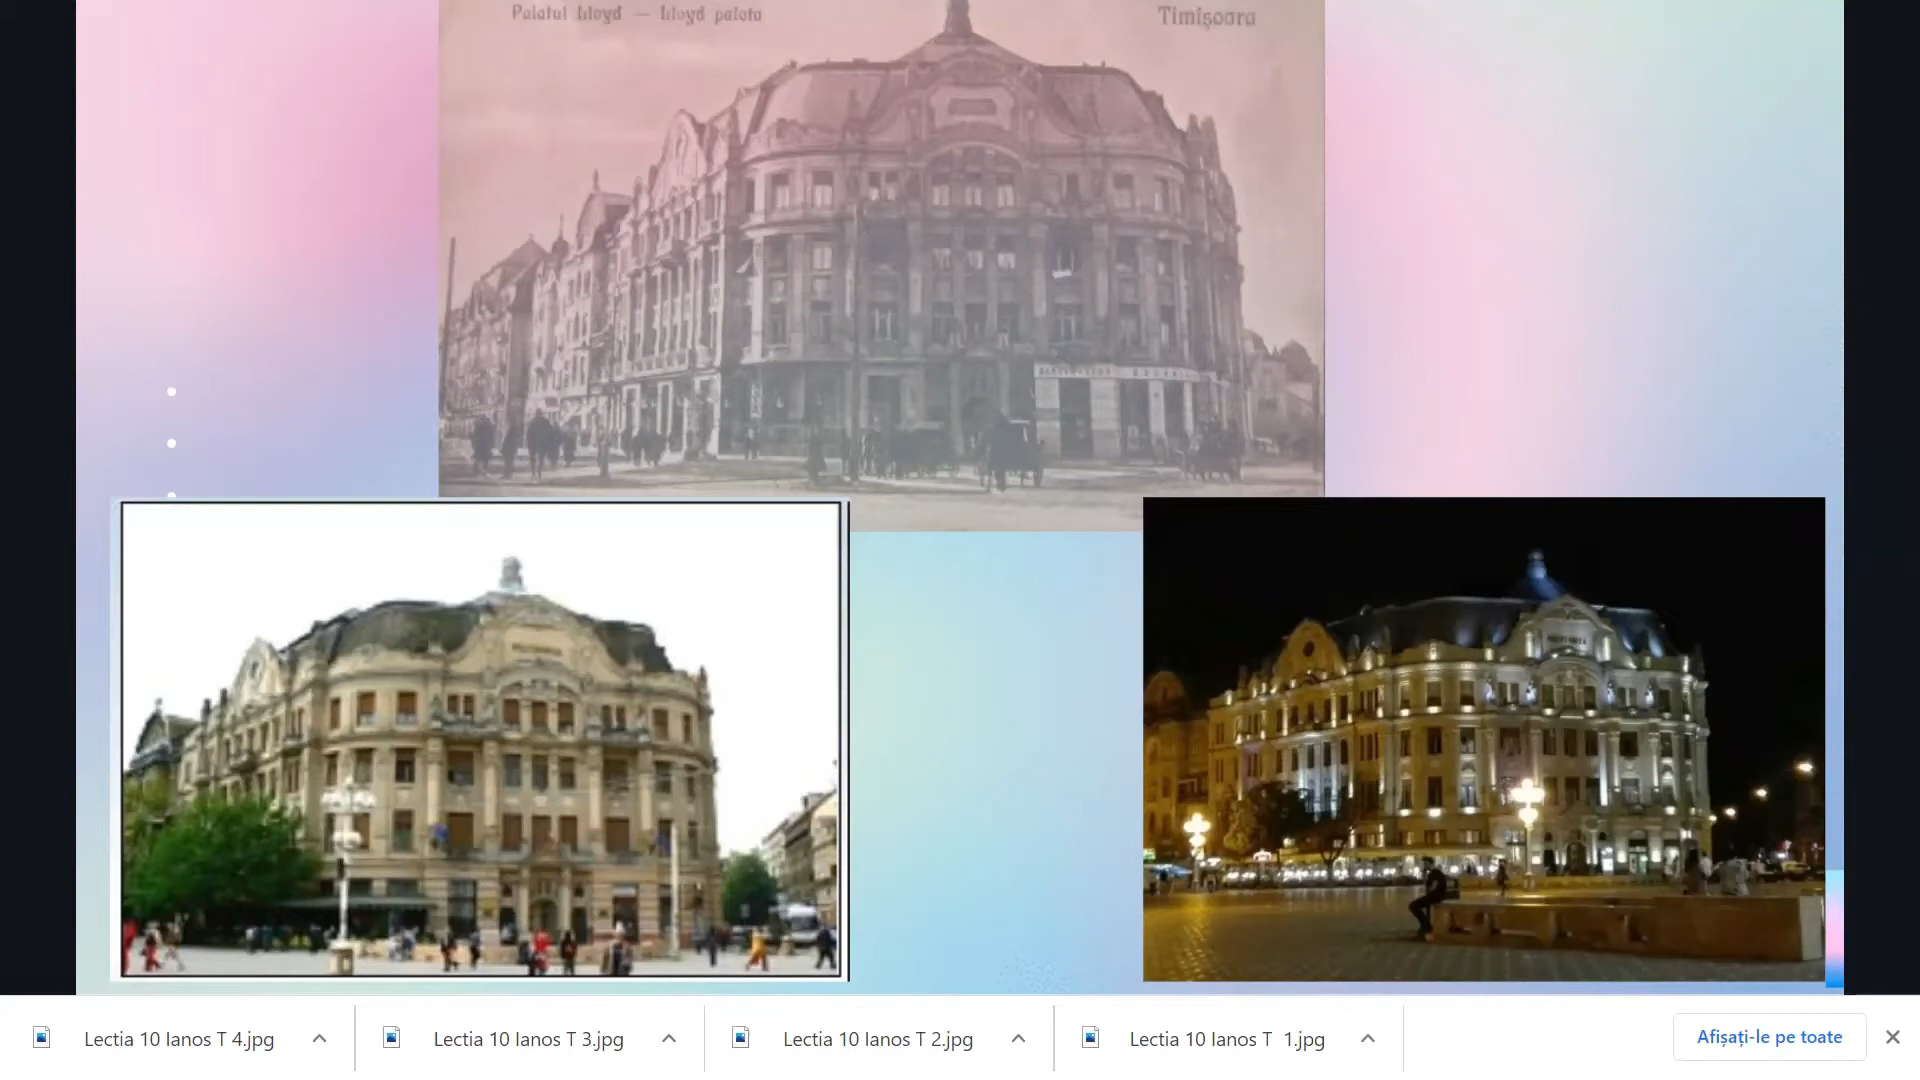 Palatul Lloyd — Lloyd palota
Timişoara
Lectia 10 Ianos T 4.jpg
Lectia 10 Ianos T 3.jpg
Lectia 10 Ianos T 2.jpg
Lectia 10 Ianos T  1.jpg
Afișați-le pe toate